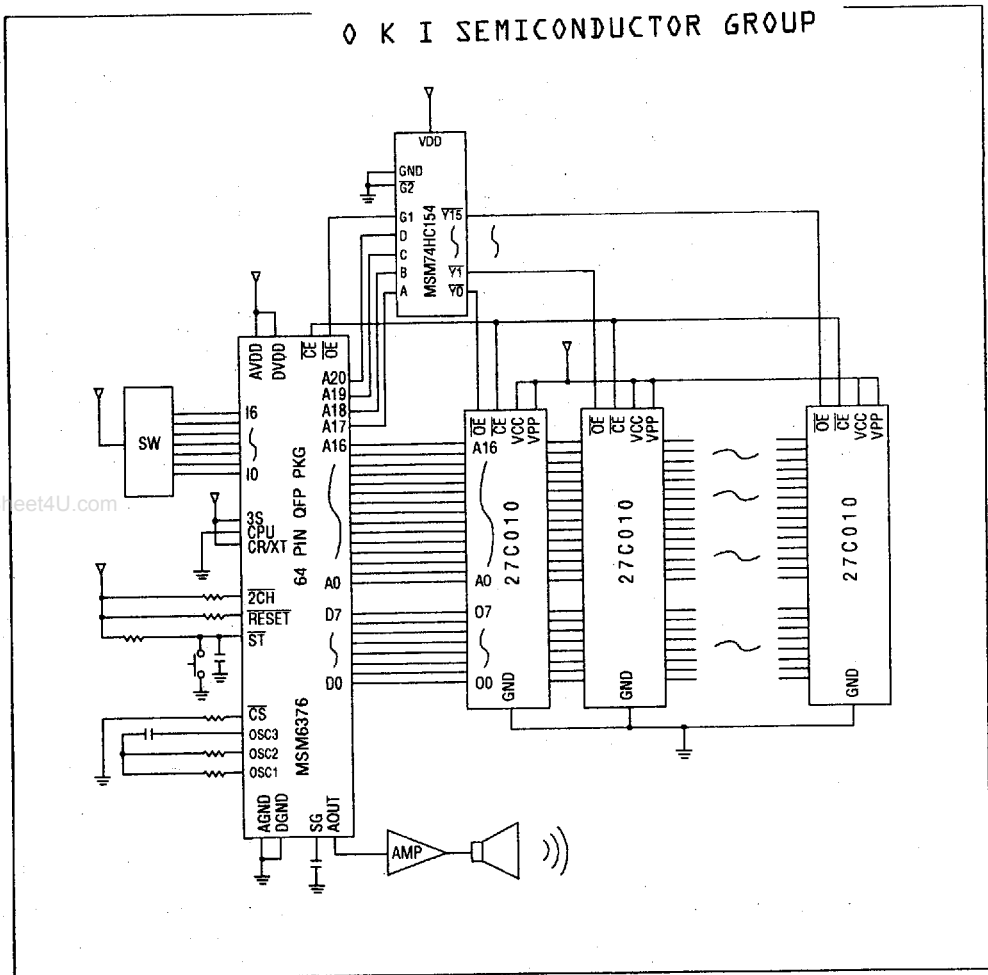 O K I SEMICONDUCTOR GROUP
VDD
GND
G2
G1
D
C
B
A
Y15
Y1
Y0
MSM74HC154
AVDD
DVDD
CE
OE
A20
A19
A18
A17
A16
A0
D7
D0
I6
I0
SW
3S
CPU
CR/XT
2CH
RESET
ST
CS
OSC3
OSC2
OSC1
AGND
DGND
SG
AOUT
MSM6376 64 PIN QFP PKG
AMP
OE
CE
VCC
VPP
A16
A0
O7
O0
GND
27C010
OE
CE
VCC
VPP
GND
27C010
OE
CE
VCC
VPP
GND
27C010
heet4U.com